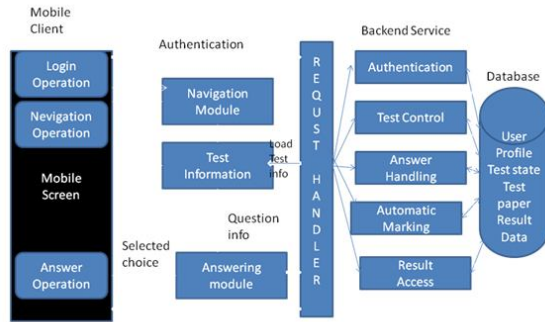 Mobile
Client
Login
Operation
Nevigation
Operation
Mobile
Screen
Answer
Operation
Authentication
Navigation
Module
Test
Information
Load
Test
info
Question
info
Selected
choice
Answering
module
REQUST
HANDLER
Backend Service
Authentication
Test Control
Answer
Handling
Automatic
Marking
Result
Access
Database
User
Profile
Test state
Test
paper
Result
Data